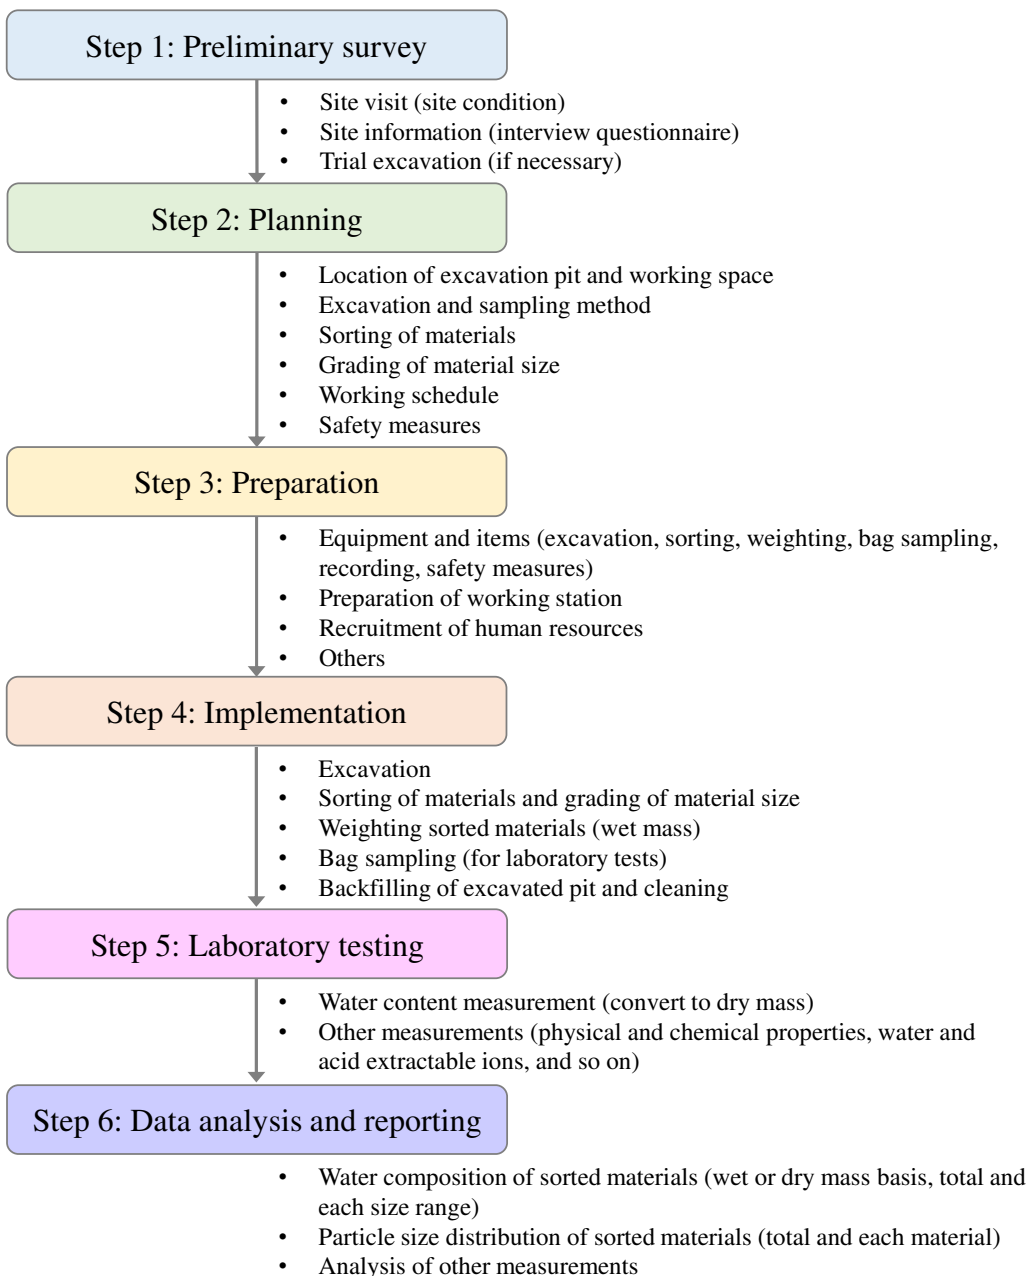 Step 1: Preliminary survey
• Site visit (site condition)
• Site information (interview questionnaire)
• Trial excavation (if necessary)
Step 2: Planning
• Location of excavation pit and working space
• Excavation and sampling method
• Sorting of materials
• Grading of material size
• Working schedule
• Safety measures
Step 3: Preparation
• Equipment and items (excavation, sorting, weighting, bag sampling,
recording, safety measures)
• Preparation of working station
• Recruitment of human resources
• Others
Step 4: Implementation
• Excavation
• Sorting of materials and grading of material size
• Weighting sorted materials (wet mass)
• Bag sampling (for laboratory tests)
• Backfilling of excavated pit and cleaning
Step 5: Laboratory testing
• Water content measurement (convert to dry mass)
• Other measurements (physical and chemical properties, water and
acid extractable ions, and so on)
Step 6: Data analysis and reporting
• Water composition of sorted materials (wet or dry mass basis, total and
each size range)
• Particle size distribution of sorted materials (total and each material)
• Analysis of other measurements